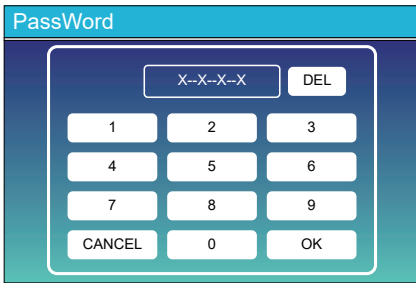 PassWord
X--X--X--X DEL
1 2 3
4 5 6
7 8 9
CANCEL 0 OK